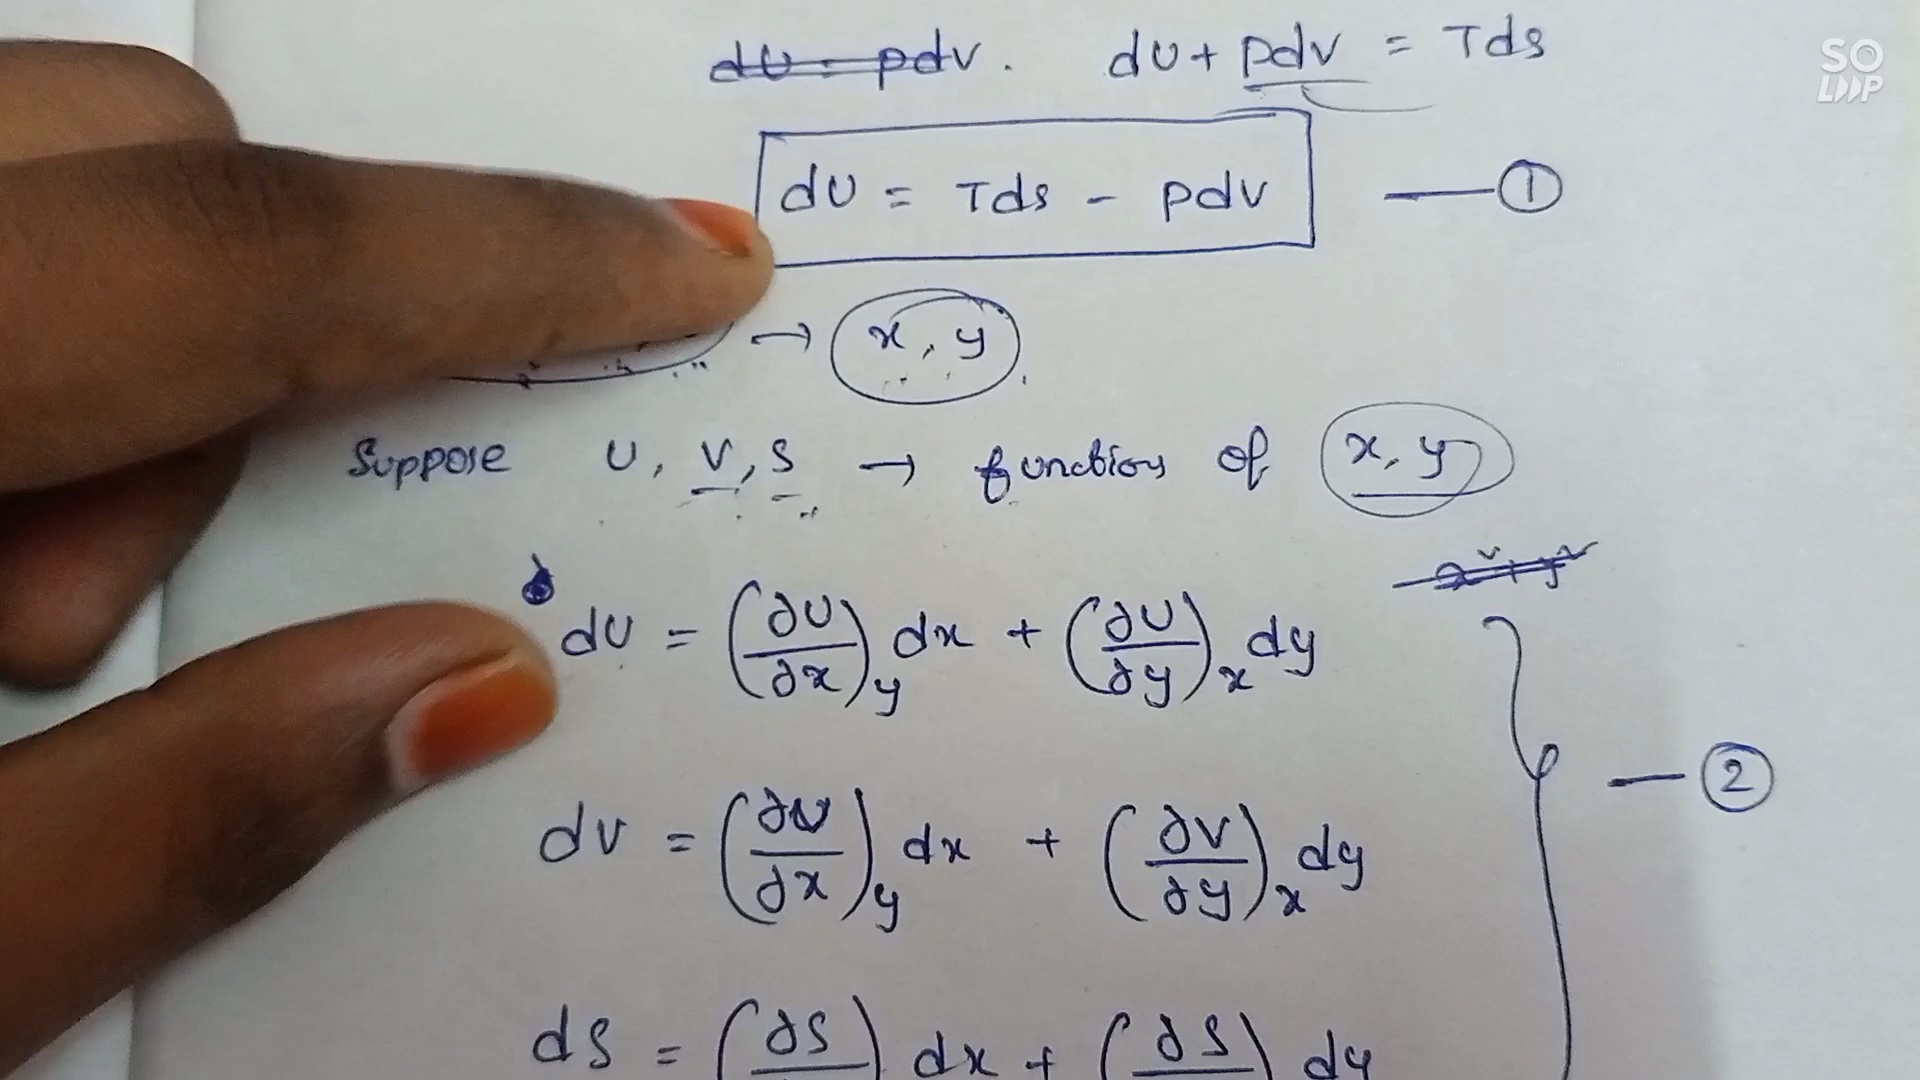 dU = pdv. dU + pdv = Tds
SO LOOP
dU = Tds - pdv — ①
→ x, y
Suppose U, V, S → function of x, y
dU = (∂U/∂x)y dx + (∂U/∂y)x dy
dv = (∂V/∂x)y dx + (∂V/∂y)x dy — ②
ds = (∂S dx + (∂S dy